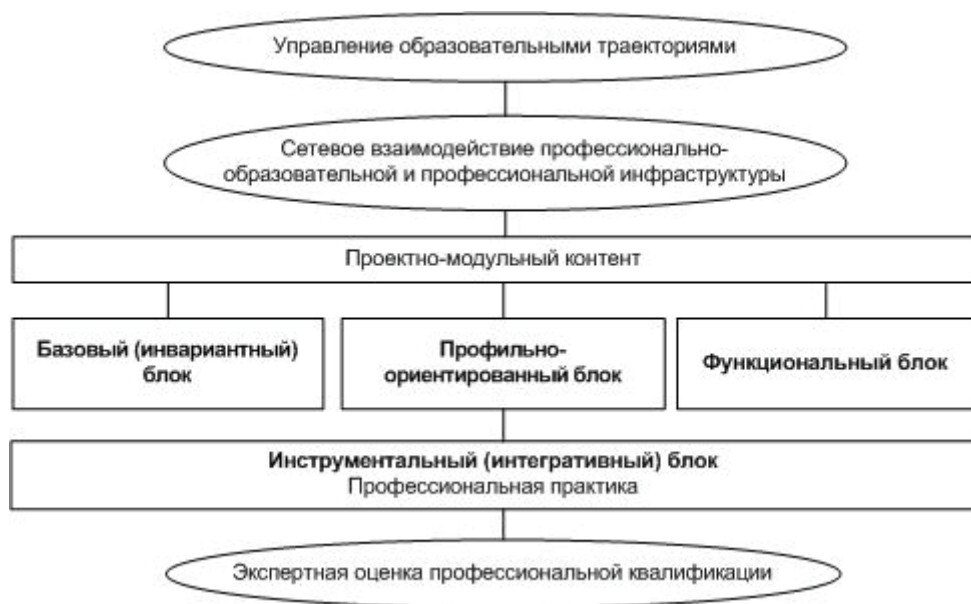 Управление образовательными траекториями
Сетевое взаимодействие профессионально-
образовательной и профессиональной инфраструктуры
Проектно-модульный контент
Базовый (инвариантный)
блок
Профильно-
ориентированный блок
Функциональный блок
Инструментальный (интегративный) блок
Профессиональная практика
Экспертная оценка профессиональной квалификации